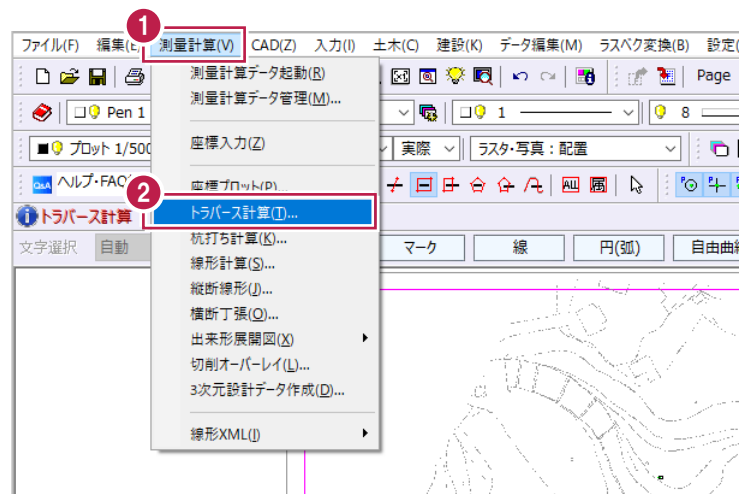 1
ファイル(F) 編集(E) 測量計算(V) CAD(Z) 入力(I) 土木(C) 建設(K) データ編集(M) ラスベク変換(B) 設定(
測量計算データ起動(R)
Page
測量計算データ管理(M)...
Pen 1
1
8
座標入力(Z)
プロット 1/500
実際
ラスタ・写真：配置
Q&A ヘルプ・FAQ
座標プロット(P)...
ALL 属
2
トラバース計算
トラバース計算(T)...
杭打ち計算(K)...
文字選択 自動
マーク 線 円(弧) 自由曲線
線形計算(S)...
縦断線形(J)...
横断丁張(O)...
出来形展開図(X)
切削オーバーレイ(L)...
3次元設計データ作成(D)...
線形XML(I)